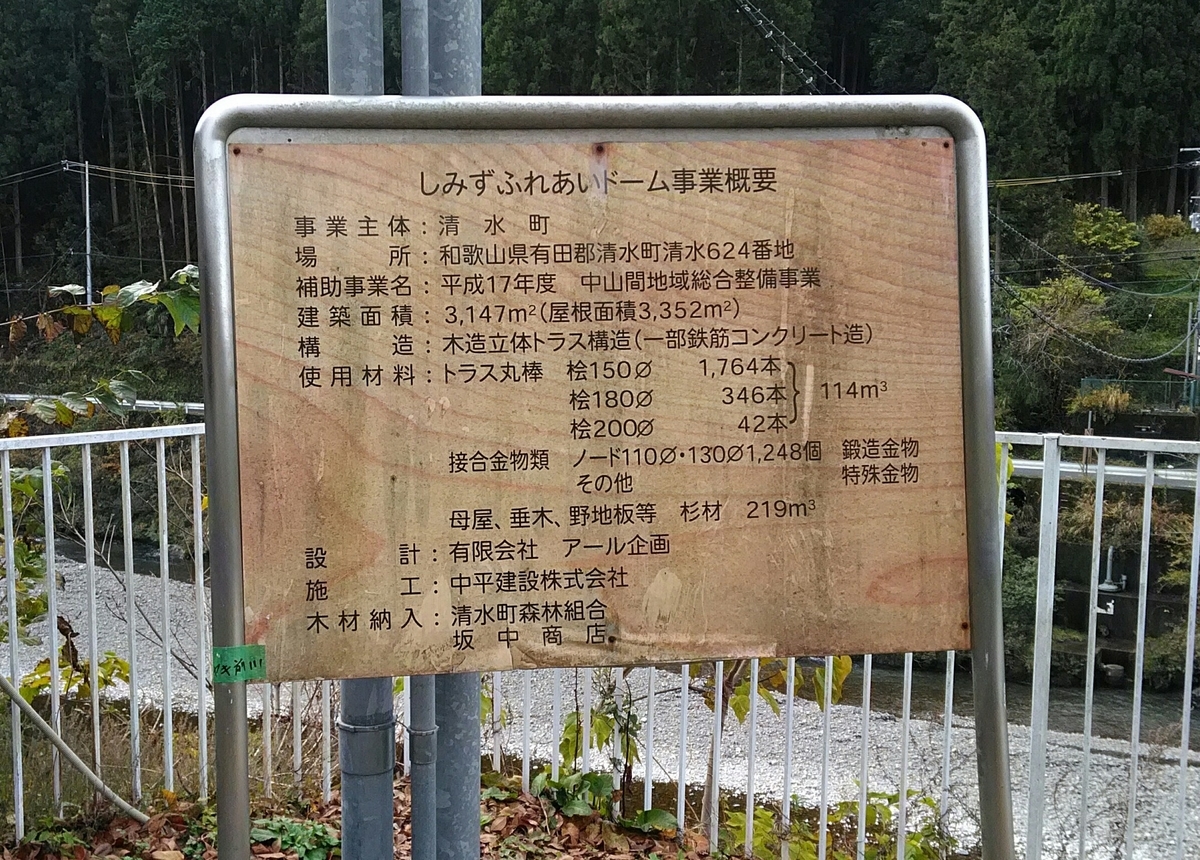 しみずふれあいドーム事業概要
事業主体：清水町
場所：和歌山県有田郡清水町清水624番地
補助事業名：平成17年度　中山間地域総合整備事業
建築面積：3,147m²(屋根面積3,352m²)
構造：木造立体トラス構造(一部鉄筋コンクリート造)
使用材料：トラス丸棒　桧150∅　1,764本
桧180∅　346本　114m³
桧200∅　42本
接合金物類　ノード110∅・130∅1,248個　鍛造金物
その他　特殊金物
母屋、垂木、野地板等　杉材　219m³
設計：有限会社　アール企画
施工：中平建設株式会社
木材納入：清水町森林組合
坂中商店